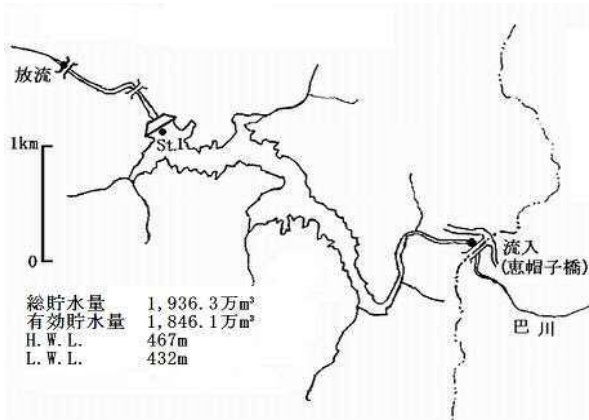 放流
St.1
1km
0
流入
(恵帽子橋)
巴川
総貯水量 1,936.3万m³
有効貯水量 1,846.1万m³
H.W.L. 467m
L.W.L. 432m